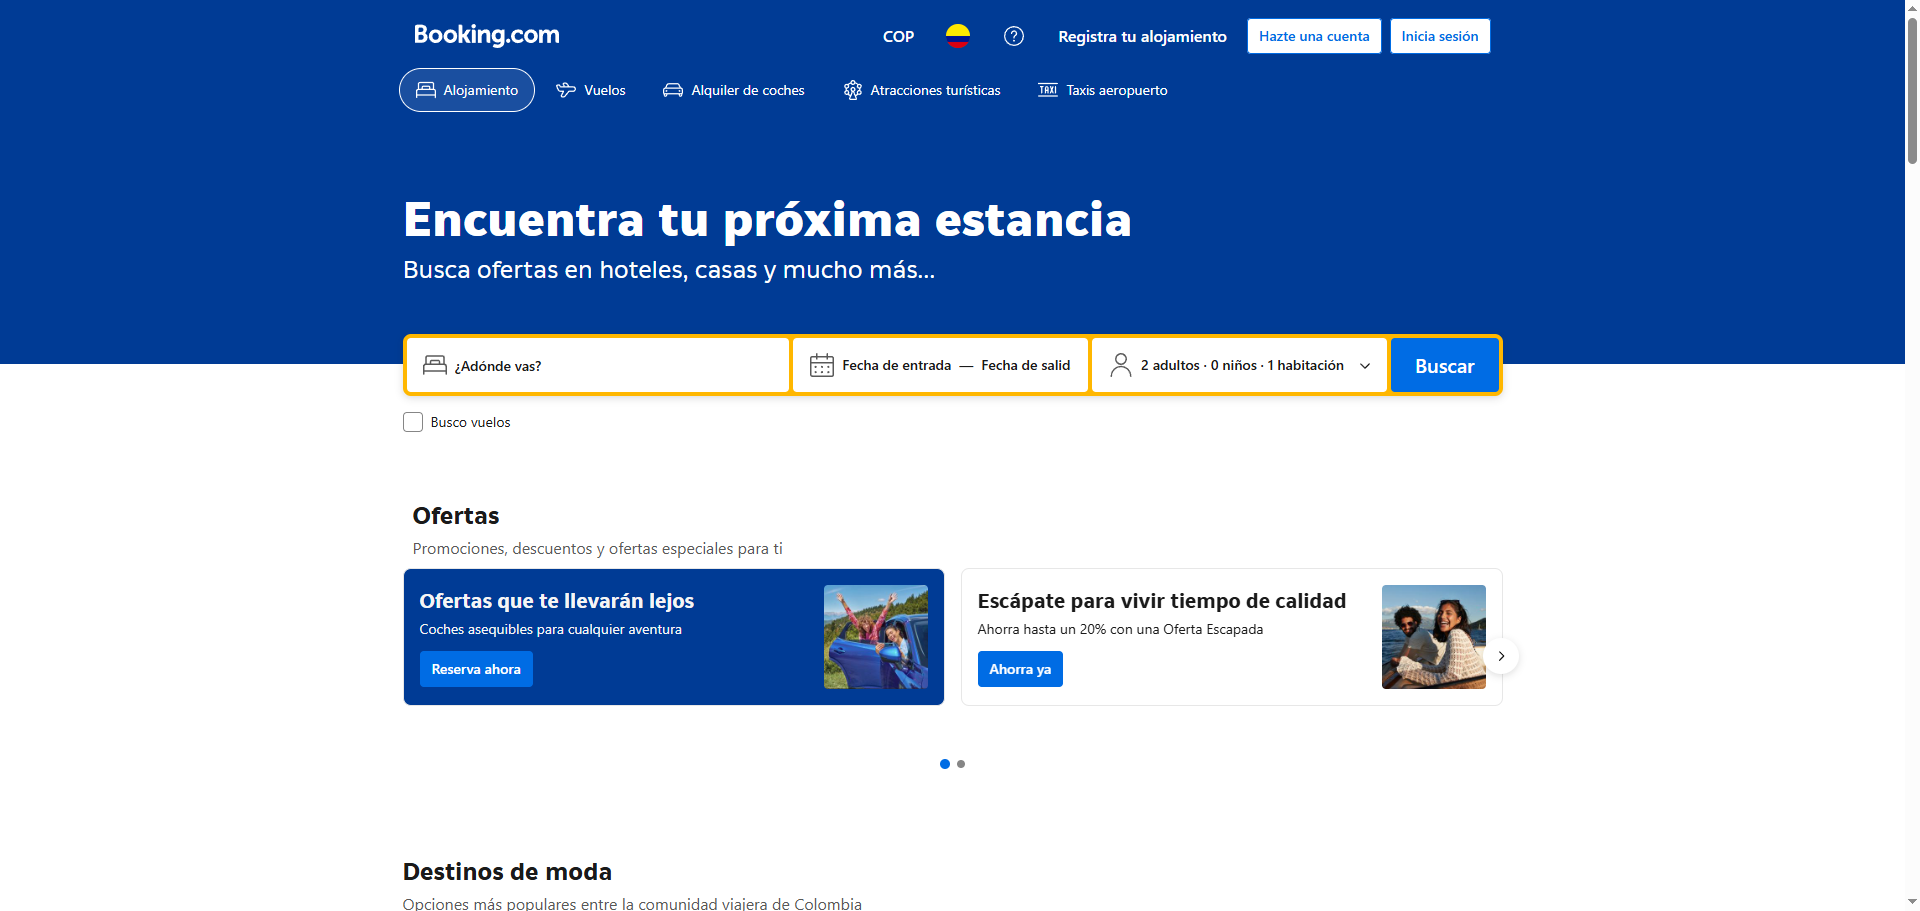 Booking.com
COP
Registra tu alojamiento
Hazte una cuenta
Inicia sesión
Alojamiento
Vuelos
Alquiler de coches
Atracciones turísticas
TAXI
Taxis aeropuerto
Encuentra tu próxima estancia
Busca ofertas en hoteles, casas y mucho más...
¿Adónde vas?
Fecha de entrada — Fecha de salid
2 adultos · 0 niños · 1 habitación
Buscar
Busco vuelos
Ofertas
Promociones, descuentos y ofertas especiales para ti
Ofertas que te llevarán lejos
Coches asequibles para cualquier aventura
Reserva ahora
Escápate para vivir tiempo de calidad
Ahorra hasta un 20% con una Oferta Escapada
Ahorra ya
Destinos de moda
Opciones más populares entre la comunidad viajera de Colombia